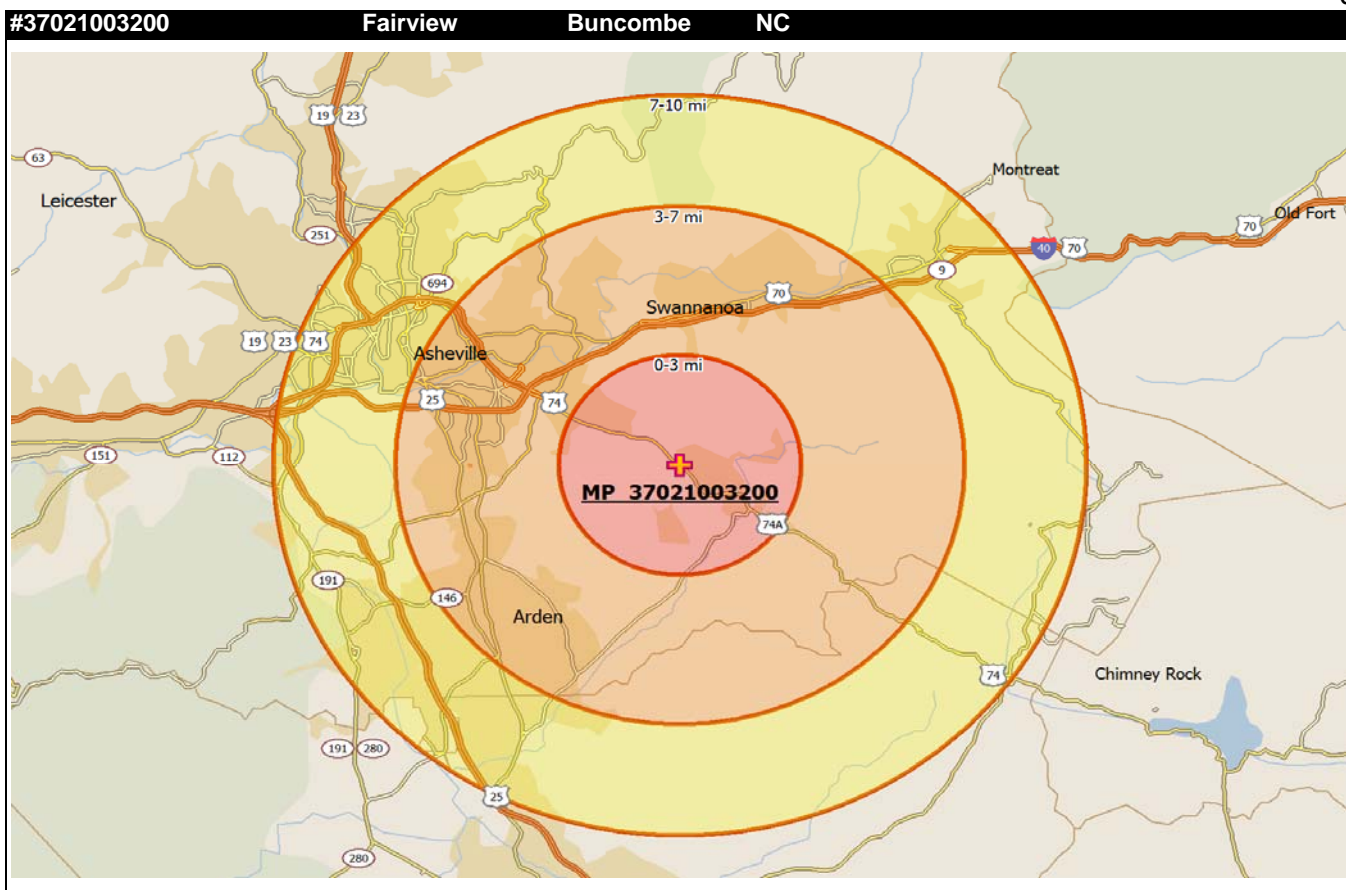 #37021003200 Fairview Buncombe NC
7-10 mi
19 23
63
Montreat
Leicester
3-7 mi
Old Fort
70
251
40 70
9
694
70
Swannanoa
19 23 74
Asheville
0-3 mi
25
74
151
112
MP 37021003200
74A
191
146
Arden
74
Chimney Rock
191 280
25
280